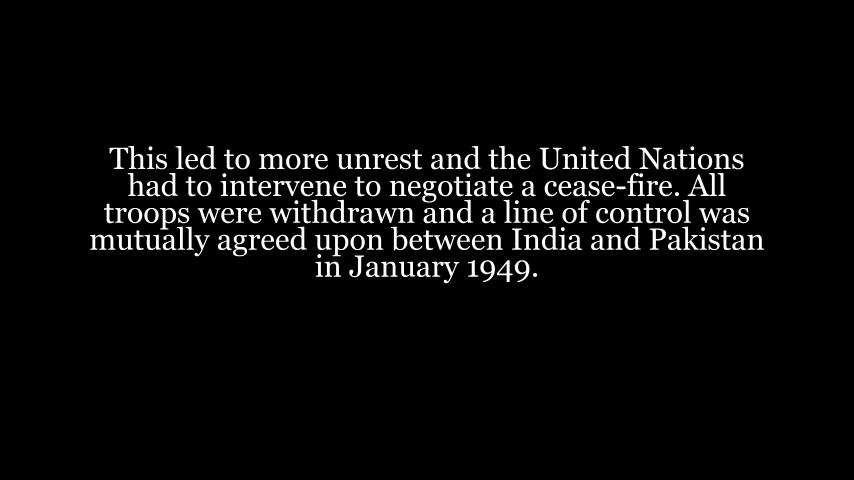 This led to more unrest and the United Nations
had to intervene to negotiate a cease-fire. All
troops were withdrawn and a line of control was
mutually agreed upon between India and Pakistan
in January 1949.